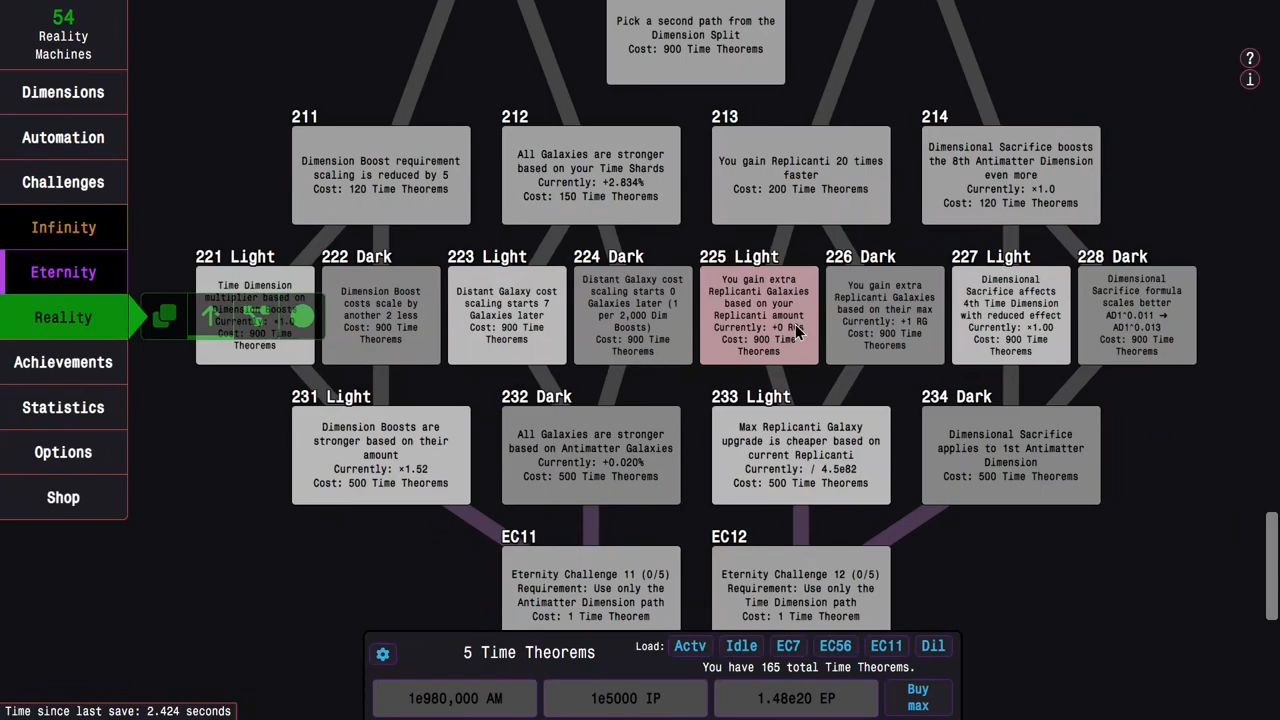 54
Reality
Machines
Dimensions
Automation
Challenges
Infinity
Eternity
Reality
Achievements
Statistics
Options
Shop
Time since last save: 2.424 seconds
?
i
Pick a second path from the
Dimension Split
Cost: 900 Time Theorems
211
Dimension Boost requirement
scaling is reduced by 5
Cost: 120 Time Theorems
212
All Galaxies are stronger
based on your Time Shards
Currently: +2.834%
Cost: 150 Time Theorems
213
You gain Replicanti 20 times
faster
Cost: 200 Time Theorems
214
Dimensional Sacrifice boosts
the 8th Antimatter Dimension
even more
Currently: ×1.0
Cost: 120 Time Theorems
221 Light
Time Dimension
multiplier based on
Dimension Boosts
Currently: ×1.0
Cost: 900 Time
Theorems
222 Dark
Dimension Boost
costs scale by
another 2 less
Cost: 900 Time
Theorems
223 Light
Distant Galaxy cost
scaling starts 7
Galaxies later
Cost: 900 Time
Theorems
224 Dark
Distant Galaxy cost
scaling starts 0
Galaxies later (1
per 2,000 Dim
Boosts)
Cost: 900 Time
Theorems
225 Light
You gain extra
Replicanti Galaxies
based on your
Replicanti amount
Currently: +0
Cost: 900 Time
Theorems
226 Dark
You gain extra
Replicanti Galaxies
based on their max
Currently: +1 RG
Cost: 900 Time
Theorems
227 Light
Dimensional
Sacrifice affects
4th Time Dimension
with reduced effect
Currently: ×1.00
Cost: 900 Time
Theorems
228 Dark
Dimensional
Sacrifice formula
scales better
AD1^0.011 →
AD1^0.013
Cost: 900 Time
Theorems
231 Light
Dimension Boosts are
stronger based on their
amount
Currently: ×1.52
Cost: 500 Time Theorems
232 Dark
All Galaxies are stronger
based on Antimatter Galaxies
Currently: +0.020%
Cost: 500 Time Theorems
233 Light
Max Replicanti Galaxy
upgrade is cheaper based on
current Replicanti
Currently: / 4.5e82
Cost: 500 Time Theorems
234 Dark
Dimensional Sacrifice
applies to 1st Antimatter
Dimension
Cost: 500 Time Theorems
EC11
Eternity Challenge 11 (0/5)
Requirement: Use only the
Antimatter Dimension path
Cost: 1 Time Theorem
EC12
Eternity Challenge 12 (0/5)
Requirement: Use only the
Time Dimension path
Cost: 1 Time Theorem
5 Time Theorems
Load: Actv Idle EC7 EC56 EC11 Dil
You have 165 total Time Theorems.
1e980,000 AM
1e5000 IP
1.48e20 EP
Buy
max